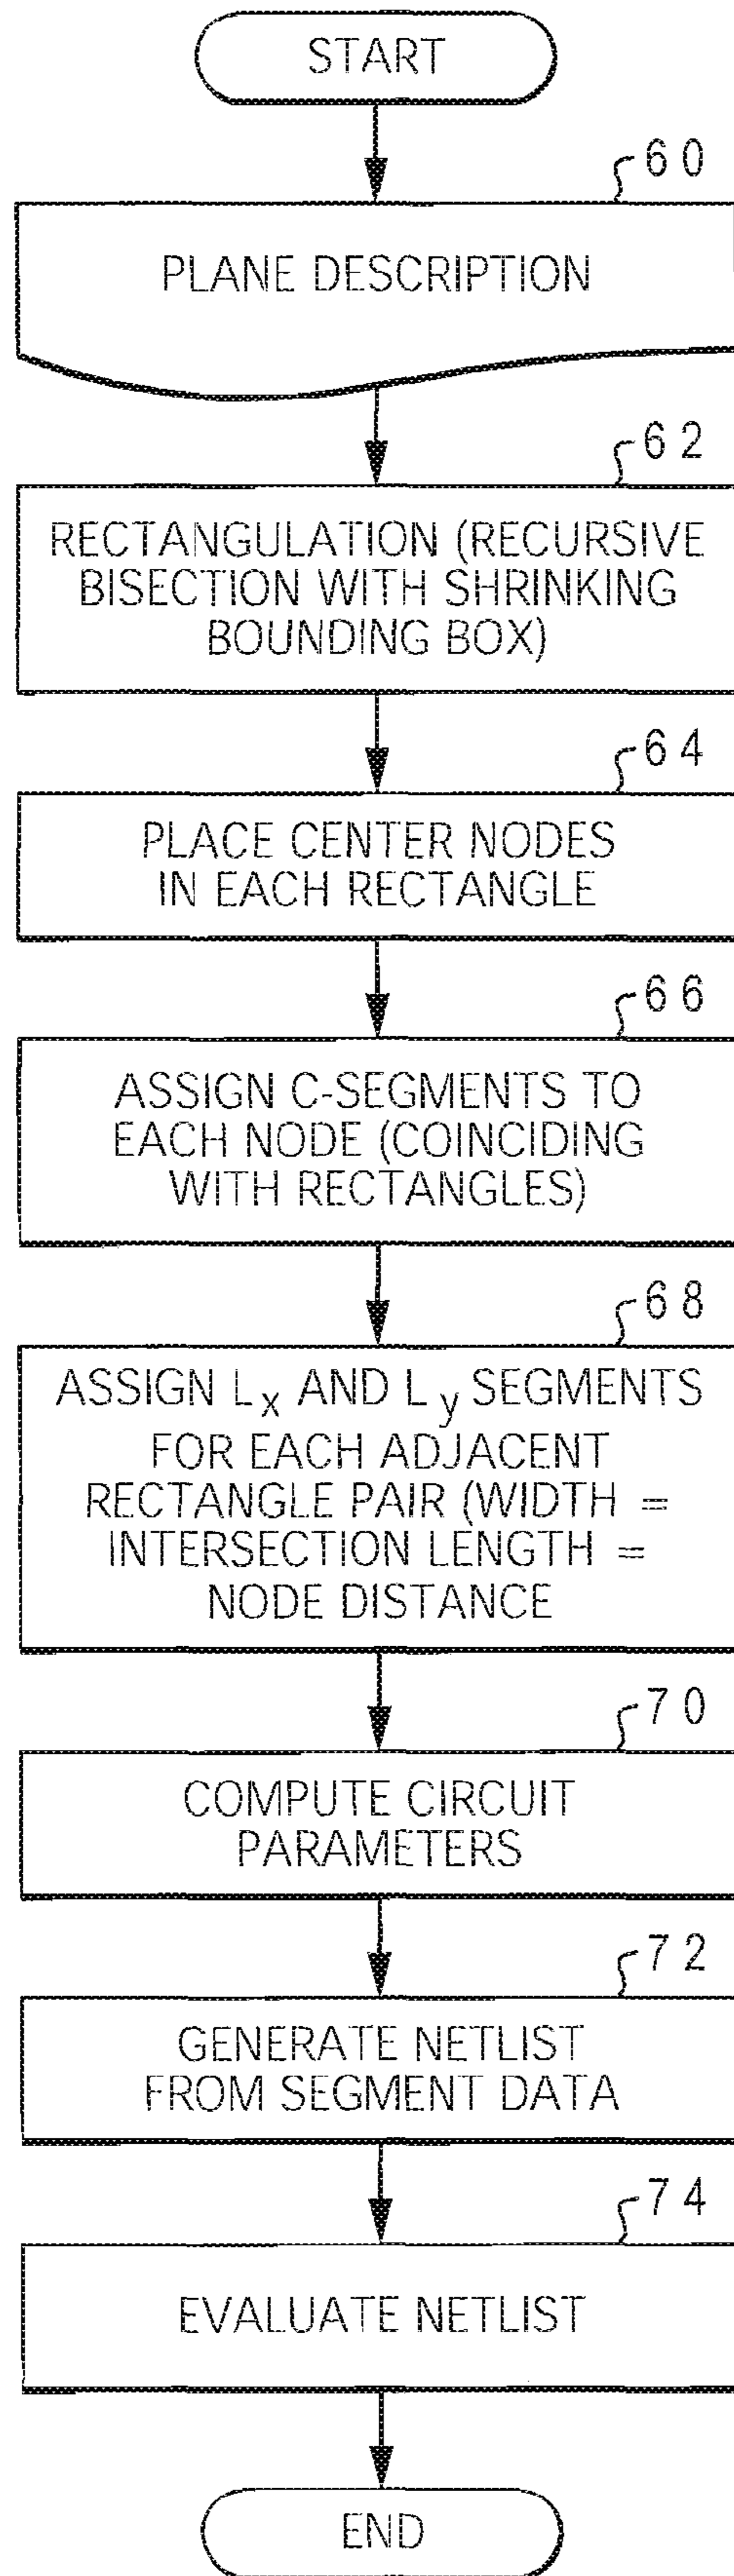 START
60
PLANE DESCRIPTION
62
RECTANGULATION (RECURSIVE
BISECTION WITH SHRINKING
BOUNDING BOX)
64
PLACE CENTER NODES
IN EACH RECTANGLE
66
ASSIGN C-SEGMENTS TO
EACH NODE (COINCIDING
WITH RECTANGLES)
68
ASSIGN Lx AND Ly SEGMENTS
FOR EACH ADJACENT
RECTANGLE PAIR (WIDTH =
INTERSECTION LENGTH =
NODE DISTANCE
70
COMPUTE CIRCUIT
PARAMETERS
72
GENERATE NETLIST
FROM SEGMENT DATA
74
EVALUATE NETLIST
END